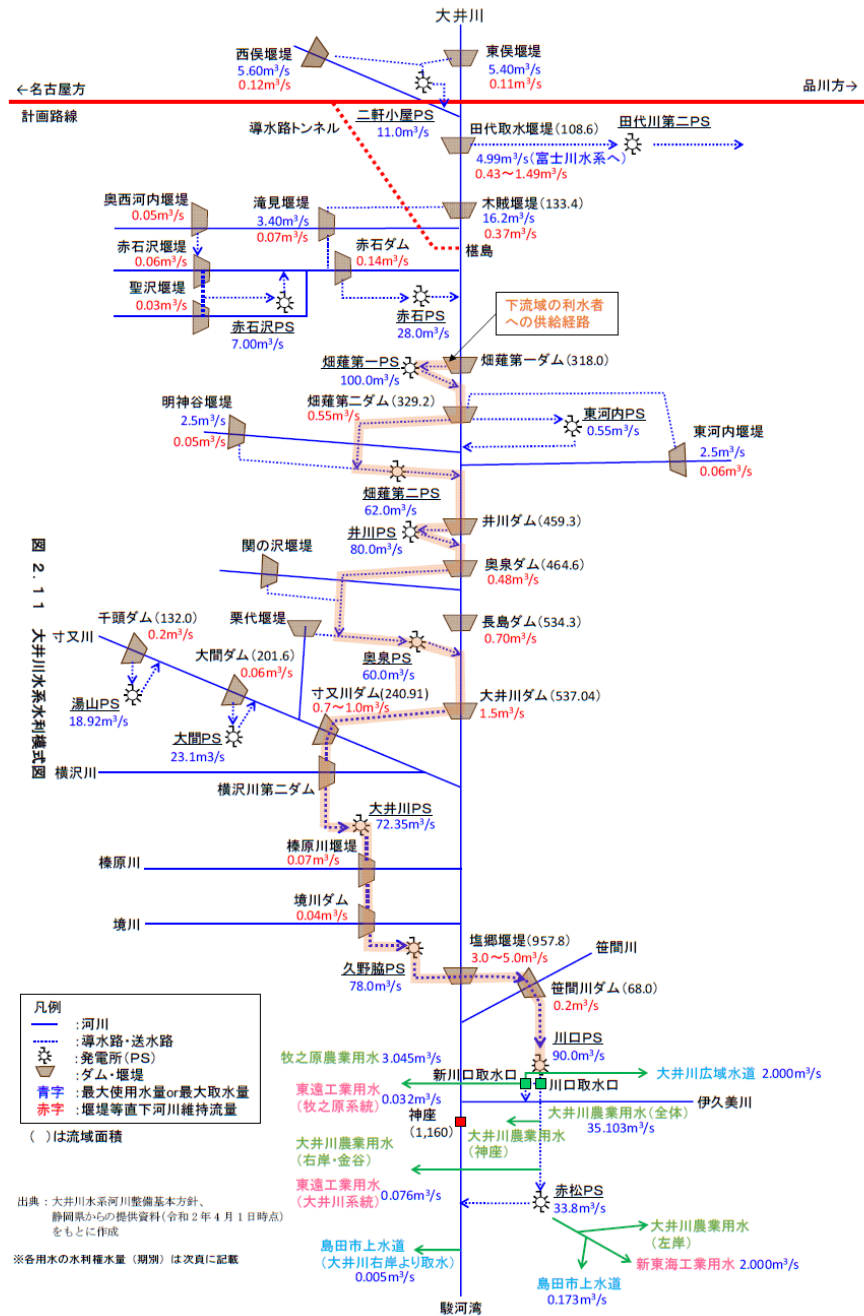 大井川
西俣堰堤
5.60m³/s
0.12m³/s
東俣堰堤
5.40m³/s
0.11m³/s
←名古屋方
品川方→
計画路線
二軒小屋PS
11.0m³/s
導水路トンネル
田代取水堰堤(108.6)
4.99m³/s(富士川水系へ)
0.43～1.49m³/s
田代川第二PS
木賊堰堤(133.4)
16.2m³/s
0.37m³/s
椹島
奥西河内堰堤
0.05m³/s
滝見堰堤
3.40m³/s
0.07m³/s
赤石沢堰堤
0.06m³/s
赤石ダム
0.14m³/s
聖沢堰堤
0.03m³/s
赤石沢PS
7.00m³/s
赤石PS
28.0m³/s
下流域の利水者
への供給経路
畑薙第一PS
100.0m³/s
畑薙第一ダム(318.0)
畑薙第二ダム(329.2)
0.55m³/s
明神谷堰堤
2.5m³/s
0.05m³/s
東河内PS
0.55m³/s
東河内堰堤
2.5m³/s
0.06m³/s
畑薙第二PS
62.0m³/s
井川ダム(459.3)
井川PS
80.0m³/s
関の沢堰堤
奥泉ダム(464.6)
0.48m³/s
図 2.11 大井川水系水利模式図
千頭ダム(132.0)
0.2m³/s
寸又川
栗代堰堤
長島ダム(534.3)
0.70m³/s
大間ダム(201.6)
0.06m³/s
奥泉PS
60.0m³/s
湯山PS
18.92m³/s
寸又川ダム(240.91)
0.7～1.0m³/s
大井川ダム(537.04)
1.5m³/s
大間PS
23.1m3/s
横沢川
横沢川第二ダム
大井川PS
72.35m³/s
榛原川堰堤
0.07m³/s
榛原川
境川ダム
0.04m³/s
境川
久野脇PS
78.0m³/s
塩郷堰堤(957.8)
3.0～5.0m³/s
笹間川
笹間川ダム(68.0)
0.2m³/s
凡例
:河川
:導水路・送水路
:発電所(PS)
:ダム・堰堤
青字 :最大使用水量or最大取水量
赤字 :堰堤等直下河川維持流量
( )は流域面積
川口PS
90.0m³/s
牧之原農業用水 3.045m³/s
新川口取水口
川口取水口
大井川広域水道 2.000m³/s
東遠工業用水
(牧之原系統) 0.032m³/s
伊久美川
神座
(1,160)
大井川農業用水(全体)
35.103m³/s
大井川農業用水
(神座)
大井川農業用水
(右岸・金谷)
東遠工業用水
(大井川系統) 0.076m³/s
赤松PS
33.8m³/s
出典：大井川水系河川整備基本方針、
静岡県からの提供資料(令和2年4月1日時点)
をもとに作成
※各用水の水利権水量（期別）は次頁に記載
大井川農業用水
(左岸)
島田市上水道
(大井川右岸より取水)
0.005m³/s
新東海工業用水 2.000m³/s
島田市上水道
0.173m³/s
駿河湾